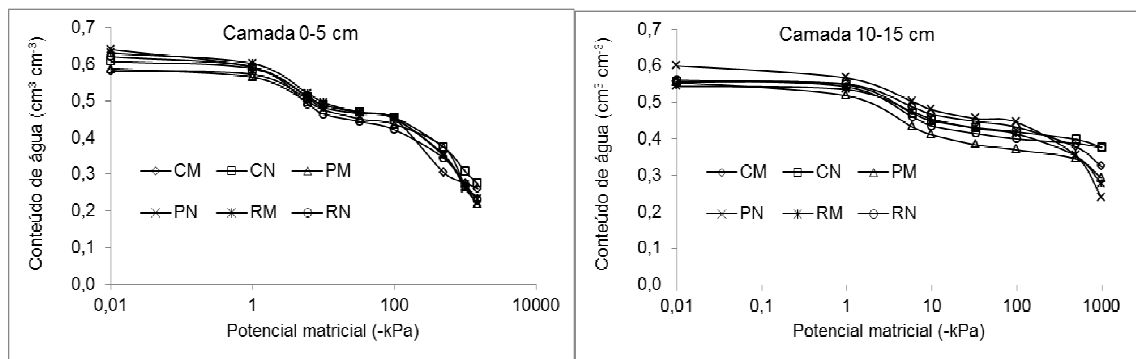 Camada 0-5 cm
0,7
0,6
0,5
0,4
0,3
0,2
0,1
0,0
Conteúdo de água (cm³ cm⁻³)
CM CN PM
PN RM RN
0,01 1 100 10000
Potencial matricial (-kPa)
Camada 10-15 cm
0,7
0,6
0,5
0,4
0,3
0,2
0,1
0,0
Conteúdo de água (cm³ cm⁻³)
CM CN PM
PN RM RN
0,01 0,1 1 10 100 1000
Potencial matricial (-kPa)